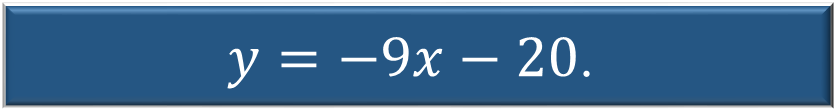 y = −9x − 20.